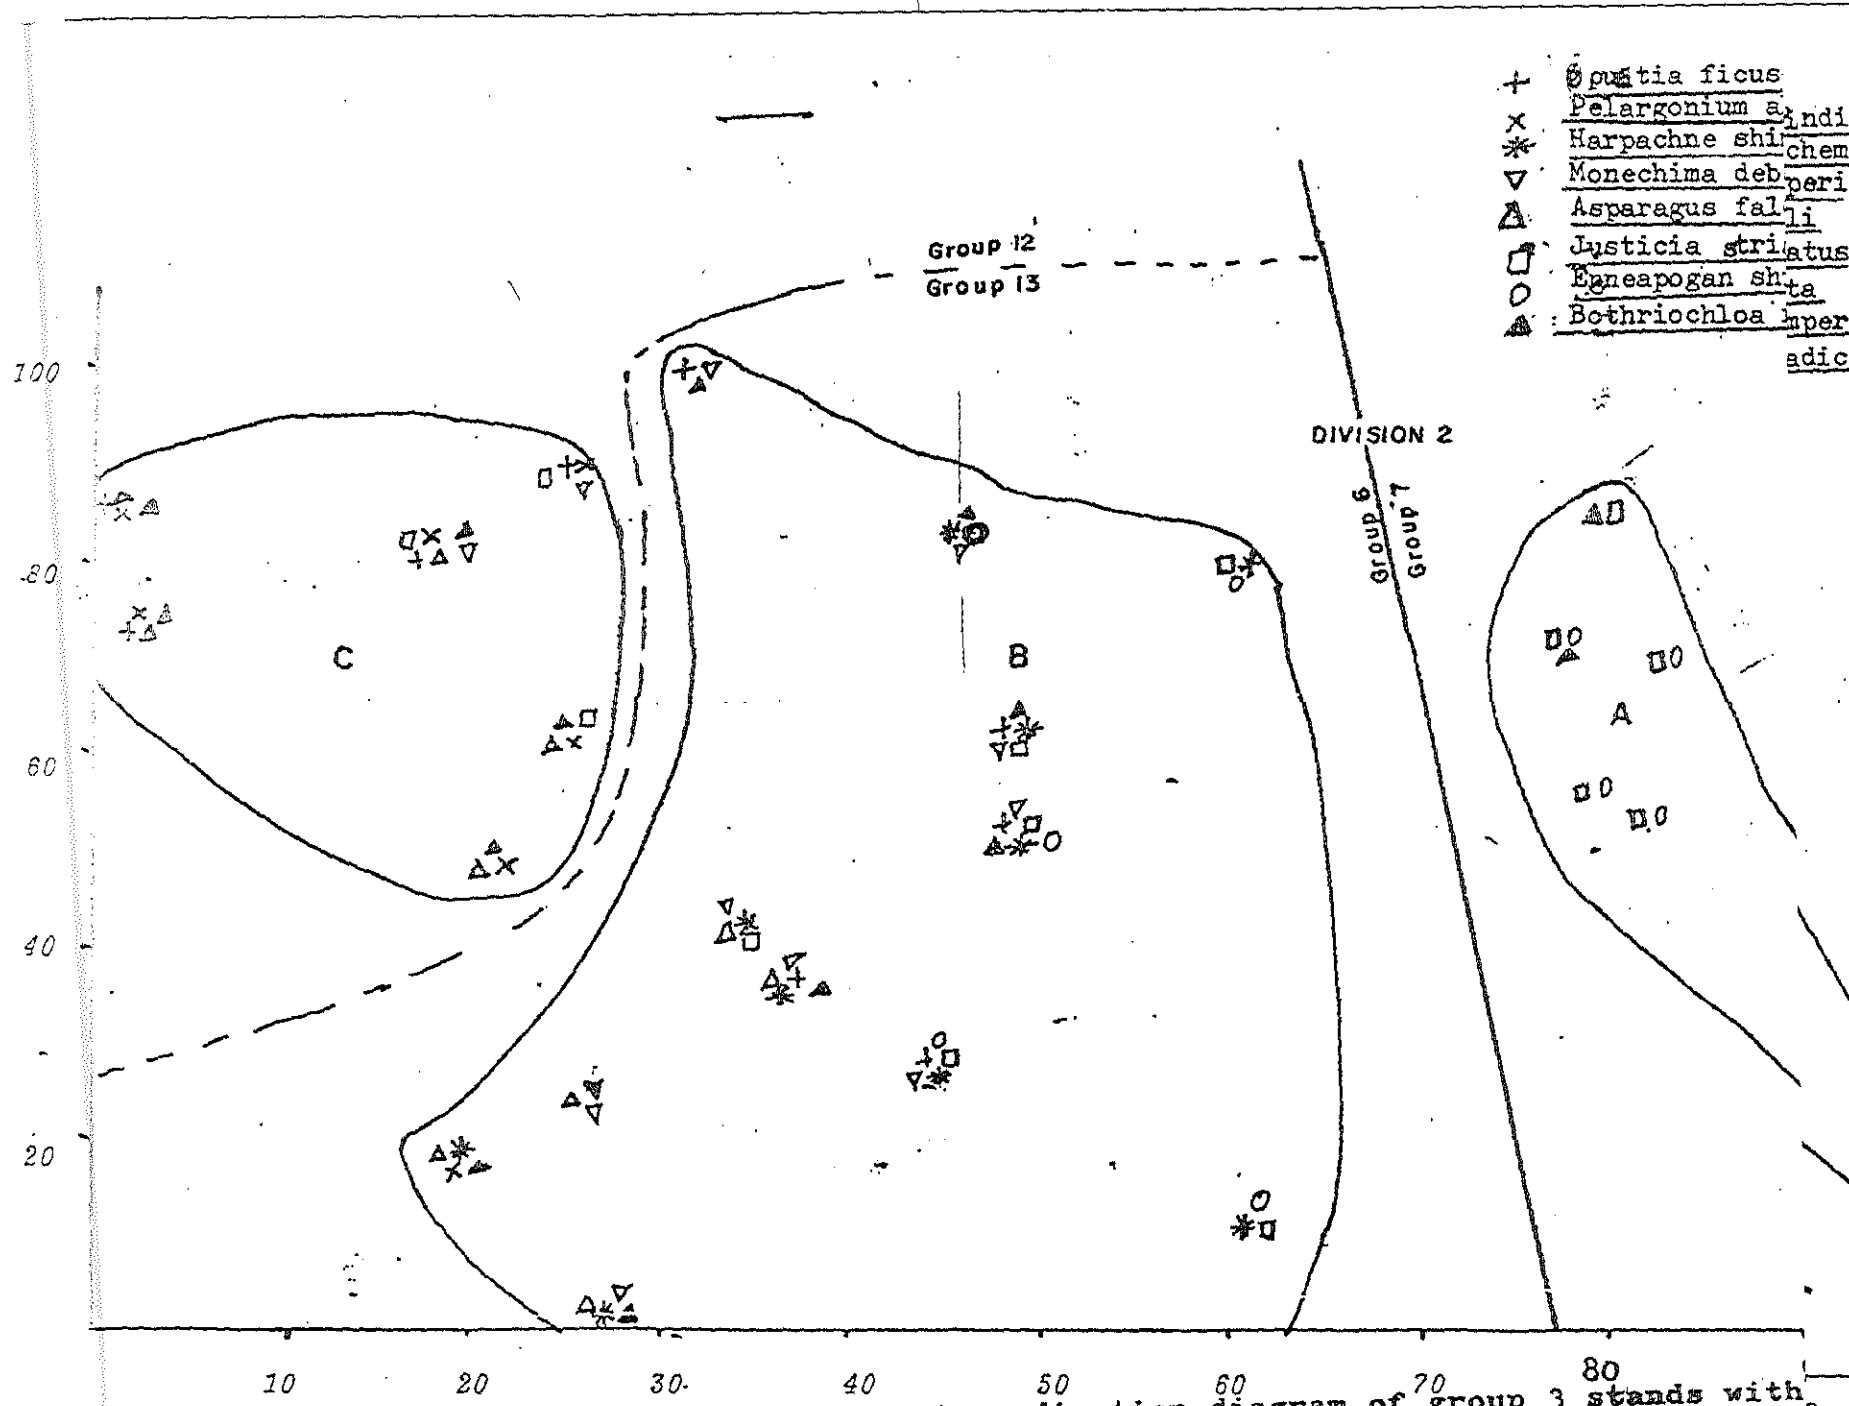 + Opuntia ficus indi
x Pelargonium a
Harpachne shi chem
Monechima deb peri
Asparagus fal li
Justicia stri atus
Enneapogan sh ta
Bothriochloa mper
adic
Group 12
Group 13
DIVISION 2
Group 6
Group 7
100
80
60
40
20
C
B
A
10 20 30 40 50 60 70 80
diagram of group 3 stands with